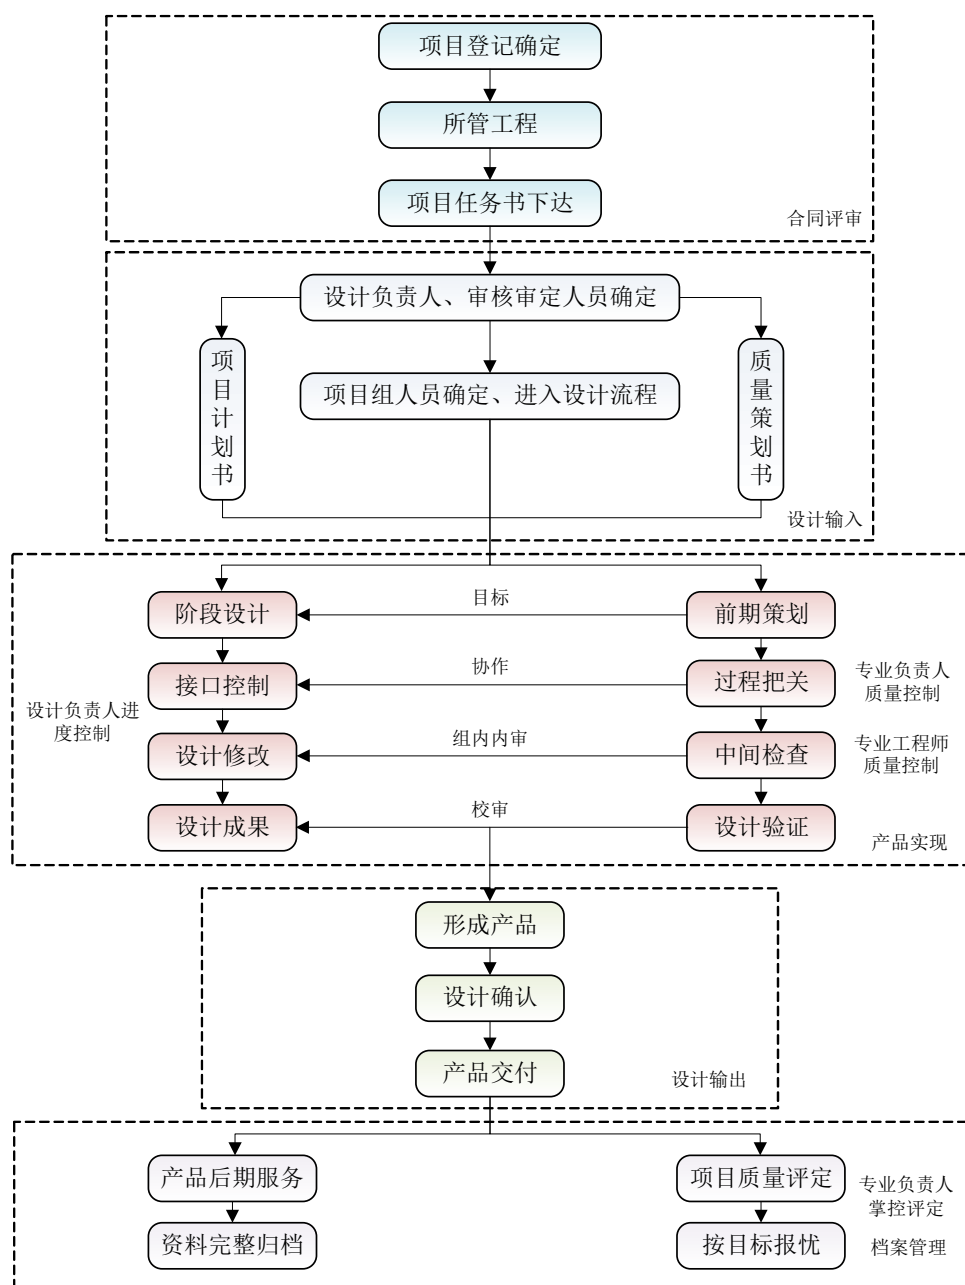 项目登记确定
所管工程
项目任务书下达
合同评审
设计负责人、审核审定人员确定
项目计划书
项目组人员确定、进入设计流程
质量策划书
设计输入
目标
阶段设计
前期策划
协作
接口控制
过程把关
专业负责人
质量控制
设计负责人进
度控制
组内内审
设计修改
中间检查
专业工程师
质量控制
校审
设计成果
设计验证
产品实现
形成产品
设计确认
产品交付
设计输出
产品后期服务
项目质量评定
专业负责人
掌控评定
资料完整归档
按目标报忧
档案管理